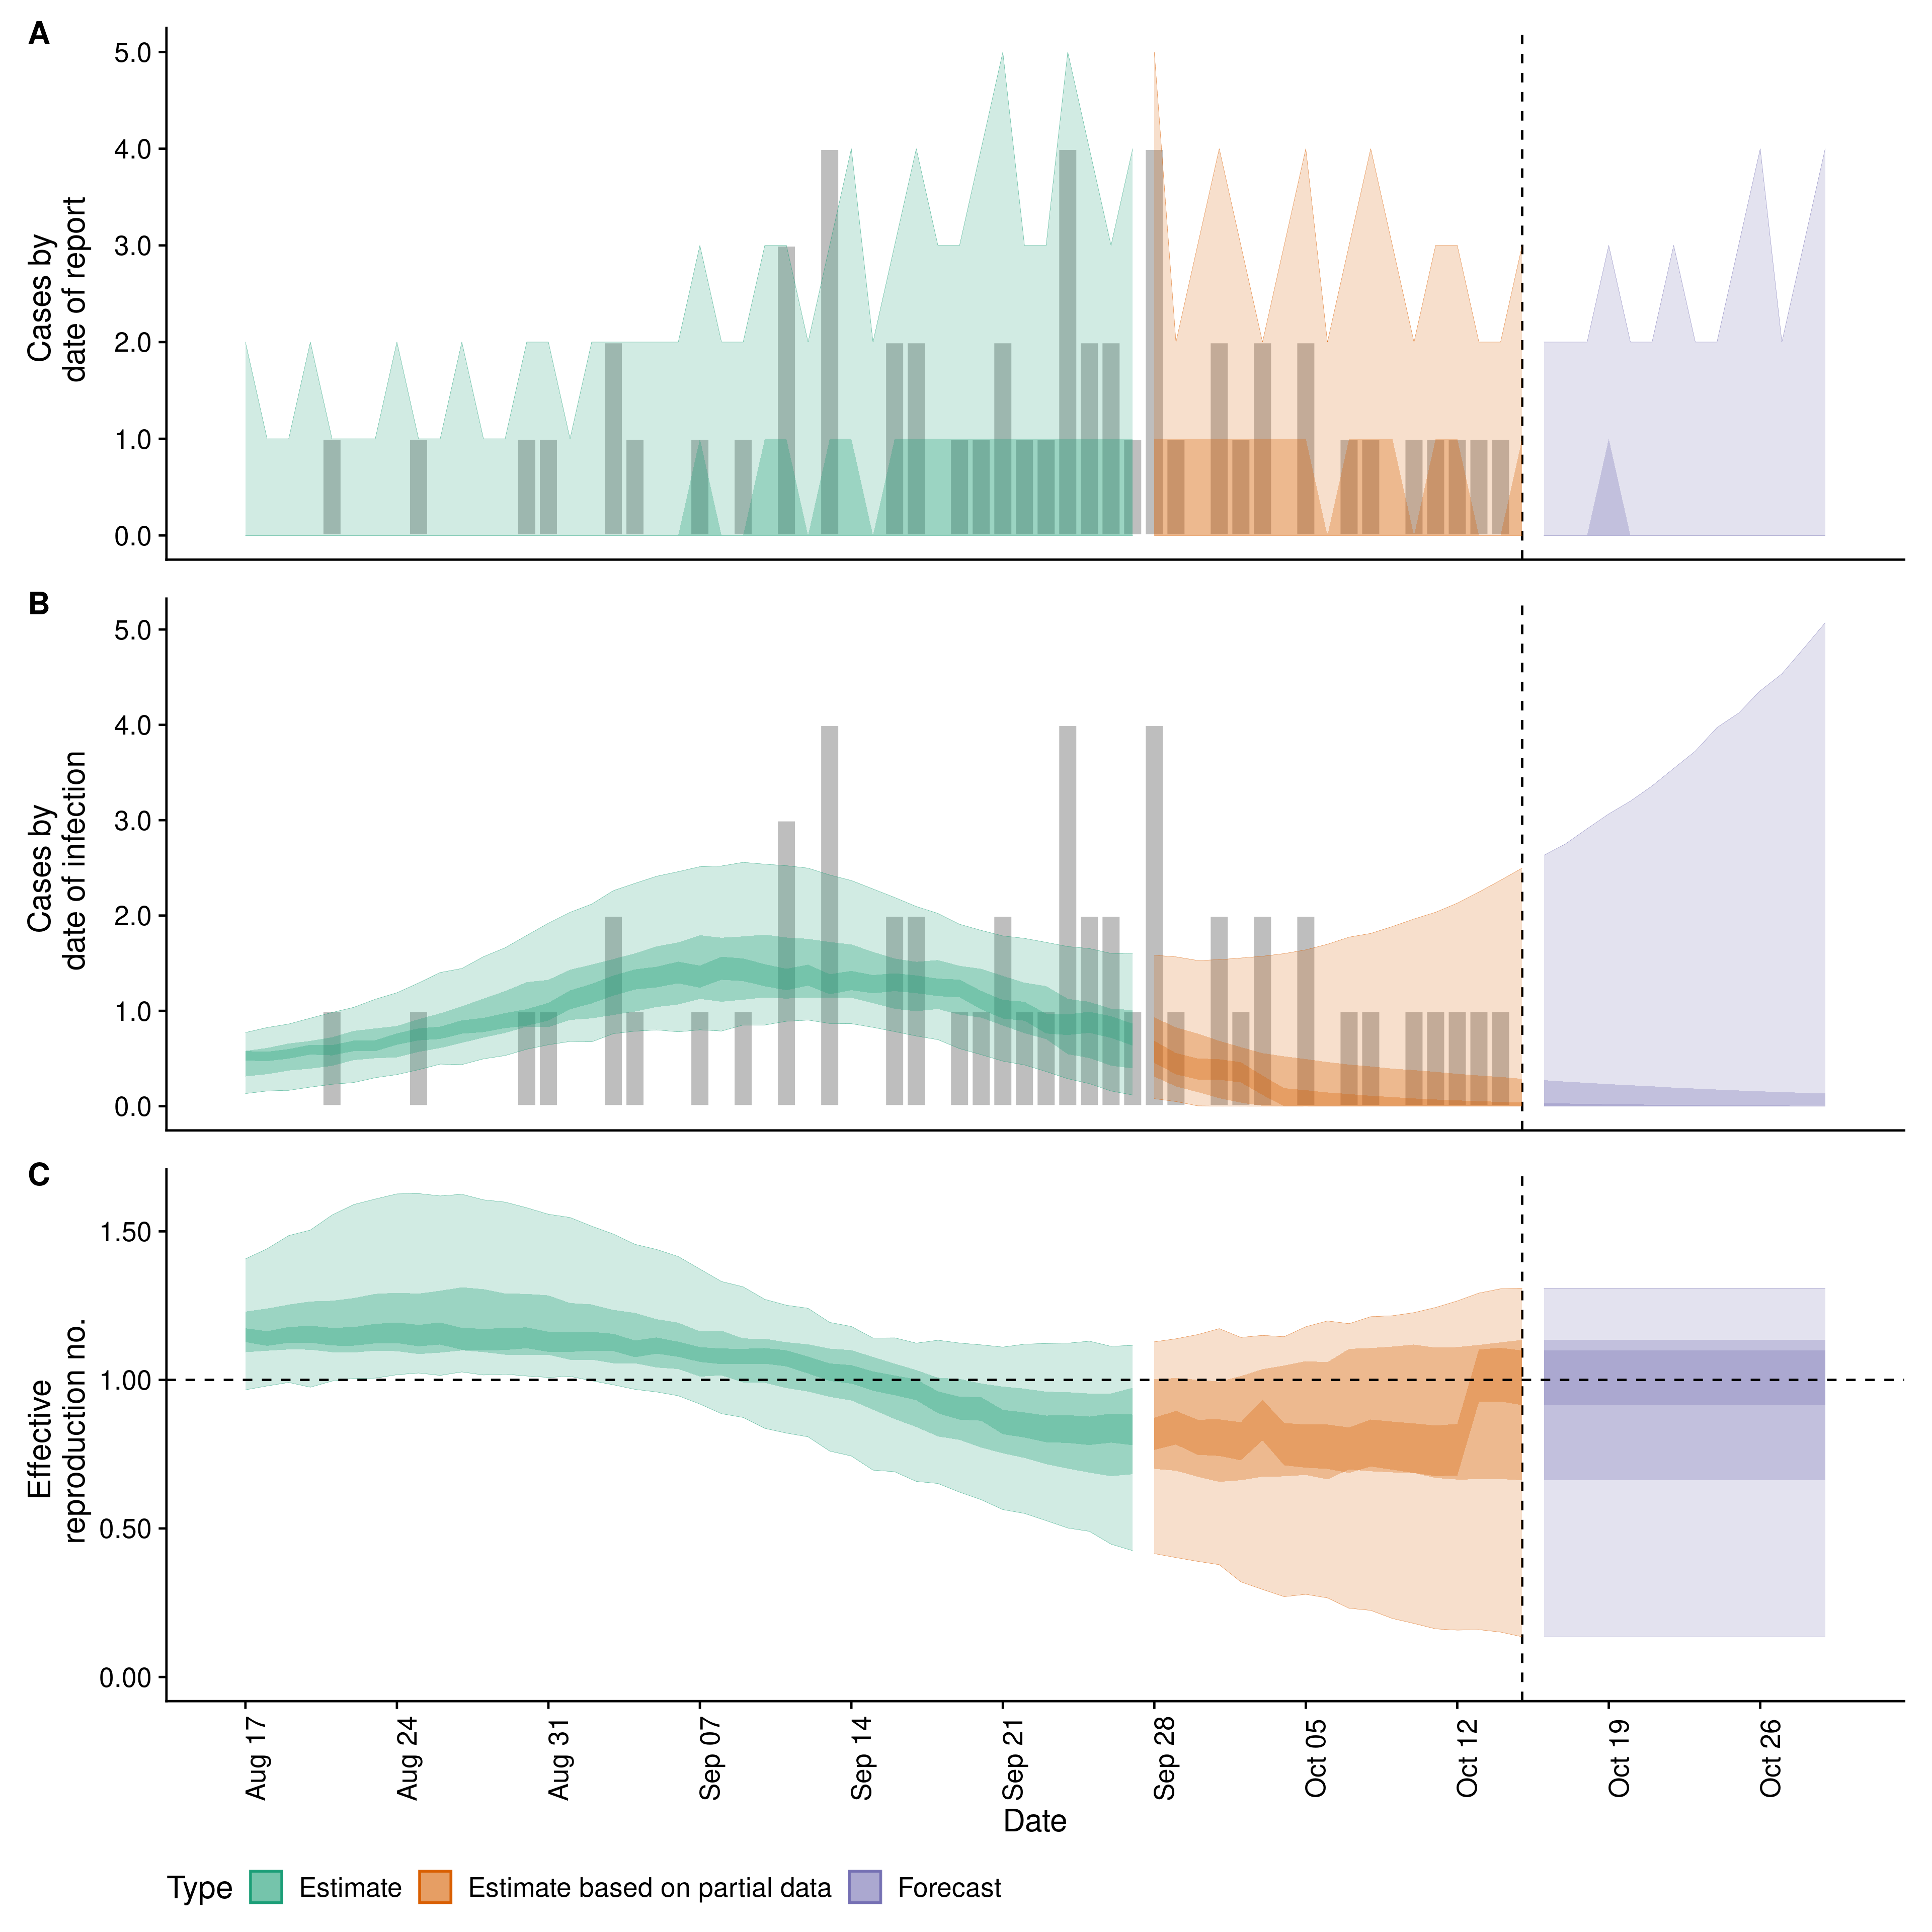 A
5.0
4.0
3.0
2.0
1.0
0.0
Cases by
date of report
B
5.0
4.0
3.0
2.0
1.0
0.0
Cases by
date of infection
C
1.50
1.00
0.50
0.00
Effective
reproduction no.
Aug 17
Aug 24
Aug 31
Sep 07
Sep 14
Sep 21
Sep 28
Oct 05
Oct 12
Oct 19
Oct 26
Date
Type Estimate Estimate based on partial data Forecast